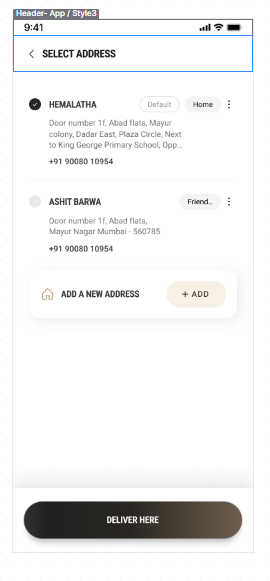 Header- App / Style3
9:41
SELECT ADDRESS
HEMALATHA Default Home
Door number 1f, Abad flats, Mayur
colony, Dadar East, Plaza Circle, Next
to King George Primary School, Opp...
+91 90080 10954
ASHIT BARWA Friend..
Door number 1f, Abad flats,
Mayur Nagar Mumbai - 560785
+91 90080 10954
ADD A NEW ADDRESS + ADD
DELIVER HERE